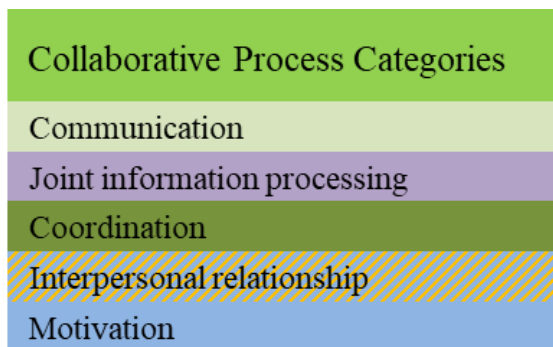 Collaborative Process Categories
Communication
Joint information processing
Coordination
Interpersonal relationship
Motivation